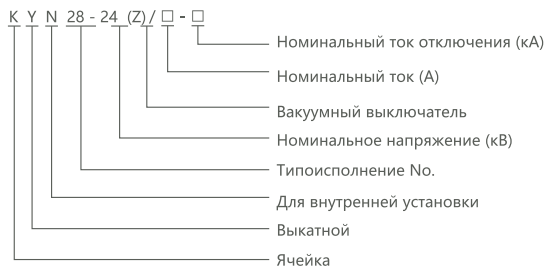 K Y N 28 - 24 (Z) / □ - □
Номинальный ток отключения (кА)
Номинальный ток (А)
Вакуумный выключатель
Номинальное напряжение (кВ)
Типоисполнение No.
Для внутренней установки
Выкатной
Ячейка